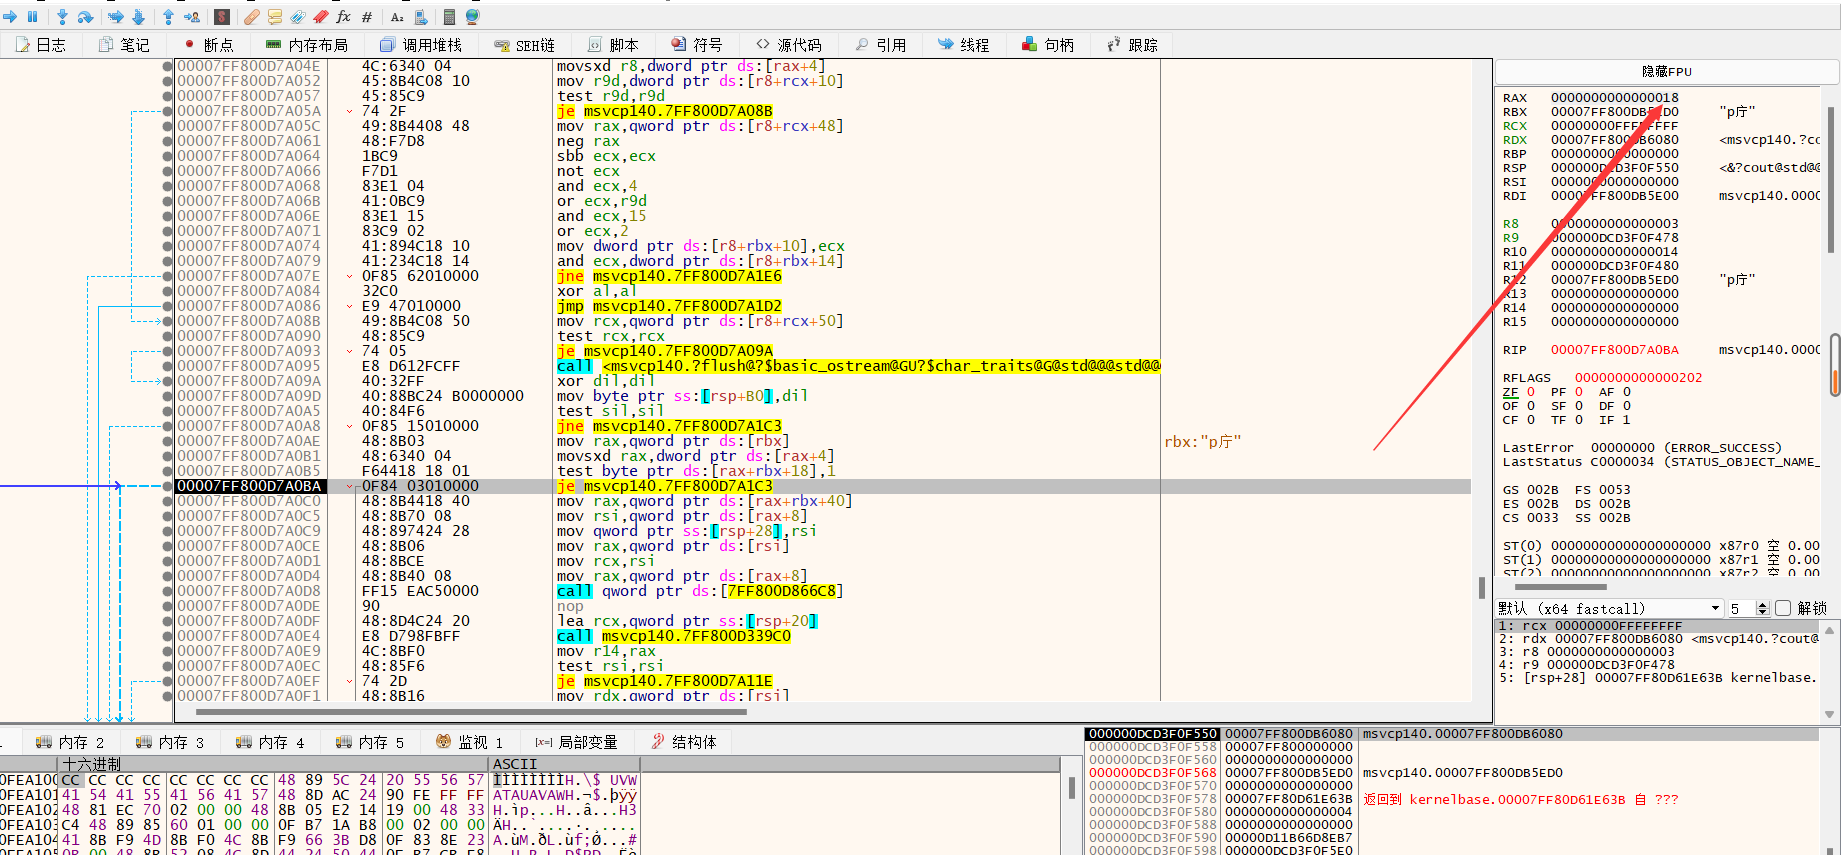 日志 笔记 断点 内存布局 调用堆栈 SEH链 脚本 符号 源代码 引用 线程 句柄 跟踪
00007FF800D7A04E 4C:6340 04 movsxd r8,dword ptr ds:[rax+4]
00007FF800D7A052 45:8B4C08 10 mov r9d,dword ptr ds:[r8+rcx+10]
00007FF800D7A057 45:85C9 test r9d,r9d
00007FF800D7A05A 74 2F je msvcp140.7FF800D7A08B
00007FF800D7A05C 49:8B4408 48 mov rax,qword ptr ds:[r8+rcx+48]
00007FF800D7A061 48:F7D8 neg rax
00007FF800D7A064 1BC9 sbb ecx,ecx
00007FF800D7A066 F7D1 not ecx
00007FF800D7A068 83E1 04 and ecx,4
00007FF800D7A06B 41:0BC9 or ecx,r9d
00007FF800D7A06E 83E1 15 and ecx,15
00007FF800D7A071 83C9 02 or ecx,2
00007FF800D7A074 41:894C18 10 mov dword ptr ds:[r8+rbx+10],ecx
00007FF800D7A079 41:234C18 14 and ecx,dword ptr ds:[r8+rbx+14]
00007FF800D7A07E 0F85 62010000 jne msvcp140.7FF800D7A1E6
00007FF800D7A084 32C0 xor al,al
00007FF800D7A086 E9 47010000 jmp msvcp140.7FF800D7A1D2
00007FF800D7A08B 49:8B4C08 50 mov rcx,qword ptr ds:[r8+rcx+50]
00007FF800D7A090 48:85C9 test rcx,rcx
00007FF800D7A093 74 05 je msvcp140.7FF800D7A09A
00007FF800D7A095 E8 D612FCFF call <msvcp140.?flush@?$basic_ostream@GU?$char_traits@G@std@@@std@@
00007FF800D7A09A 40:32FF xor dil,dil
00007FF800D7A09D 40:88BC24 B0000000 mov byte ptr ss:[rsp+B0],dil
00007FF800D7A0A5 40:84F6 test sil,sil
00007FF800D7A0A8 0F85 15010000 jne msvcp140.7FF800D7A1C3
00007FF800D7A0AE 48:8B03 mov rax,qword ptr ds:[rbx] rbx:"p庁"
00007FF800D7A0B1 48:6340 04 movsxd rax,dword ptr ds:[rax+4]
00007FF800D7A0B5 F64418 18 01 test byte ptr ds:[rax+rbx+18],1
00007FF800D7A0BA 0F84 03010000 je msvcp140.7FF800D7A1C3
00007FF800D7A0C0 48:8B4418 40 mov rax,qword ptr ds:[rax+rbx+40]
00007FF800D7A0C5 48:8B70 08 mov rsi,qword ptr ds:[rax+8]
00007FF800D7A0C9 48:897424 28 mov qword ptr ss:[rsp+28],rsi
00007FF800D7A0CE 48:8B06 mov rax,qword ptr ds:[rsi]
00007FF800D7A0D1 48:8BCE mov rcx,rsi
00007FF800D7A0D4 48:8B40 08 mov rax,qword ptr ds:[rax+8]
00007FF800D7A0D8 FF15 EAC50000 call qword ptr ds:[7FF800D866C8]
00007FF800D7A0DE 90 nop
00007FF800D7A0DF 48:8D4C24 20 lea rcx,qword ptr ss:[rsp+20]
00007FF800D7A0E4 E8 D798FBFF call msvcp140.7FF800D339C0
00007FF800D7A0E9 4C:8BF0 mov r14,rax
00007FF800D7A0EC 48:85F6 test rsi,rsi
00007FF800D7A0EF 74 2D je msvcp140.7FF800D7A11E
00007FF800D7A0F1 48:8B16 mov rdx,qword ptr ds:[rsi]
隐藏FPU
RAX 0000000000000018
RBX 00007FF800DB5ED0 "p庁"
RCX 00000000FFFFFFFF
RDX 00007FF800DB6080 <msvcp140.?co
RBP 0000000000000000
RSP 000000DCD3F0F550 <&?cout@std@@
RSI 0000000000000000
RDI 00007FF800DB5E00 msvcp140.0000
R8 0000000000000003
R9 000000DCD3F0F478
R10 0000000000000014
R11 000000DCD3F0F480
R12 00007FF800DB5ED0 "p庁"
R13 0000000000000000
R14 0000000000000000
R15 0000000000000000
RIP 00007FF800D7A0BA msvcp140.0000
RFLAGS 0000000000000202
ZF 0 PF 0 AF 0
OF 0 SF 0 DF 0
CF 0 TF 0 IF 1
LastError 00000000 (ERROR_SUCCESS)
LastStatus C0000034 (STATUS_OBJECT_NAME_
GS 002B FS 0053
ES 002B DS 002B
CS 0033 SS 002B
ST(0) 00000000000000000000 x87r0 空 0.00
ST(1) 00000000000000000000 x87r1 空 0.00
ST(2) 00000000000000000000 x87r2 空 0.00
默认 (x64 fastcall) 5 解锁
1: rcx 00000000FFFFFFFF
2: rdx 00007FF800DB6080 <msvcp140.?cout@
3: r8 0000000000000003
4: r9 000000DCD3F0F478
5: [rsp+28] 00007FF80D61E63B kernelbase.
内存 2 内存 3 内存 4 内存 5 监视 1 局部变量 结构体
十六进制 ASCII
0FEA100 CC CC CC CC CC CC CC CC 48 89 5C 24 20 55 56 57 ÌÌÌÌÌÌÌÌH.\$ UVW
0FEA101 41 54 41 55 41 56 41 57 48 8D AC 24 90 FE FF FF ATAUAVAWH.¬$.þÿÿ
0FEA102 48 81 EC 70 02 00 00 48 8B 05 E2 14 19 00 48 33 H.ìp...H..â...H3
0FEA103 C4 48 89 85 60 01 00 00 0F B7 1A B8 00 02 00 00
0FEA104 41 8B F9 4D 8B F0 4C 8B F9 66 3B D8 0F 83 8E 23 A.ùM.ðL.ùf;Ø...#
000000DCD3F0F550 00007FF800DB6080 msvcp140.00007FF800DB6080
000000DCD3F0F558 00007FF800000000
000000DCD3F0F560 0000000000000000
000000DCD3F0F568 00007FF800DB5ED0 msvcp140.00007FF800DB5ED0
000000DCD3F0F570 0000000000000000
000000DCD3F0F578 00007FF80D61E63B 返回到 kernelbase.00007FF80D61E63B 自 ???
000000DCD3F0F580 0000000000000004
000000DCD3F0F588 0000000000000000
000000DCD3F0F590 0000D11B66D8EB7
000000DCD3F0F598 000000DCD3F0F5E0